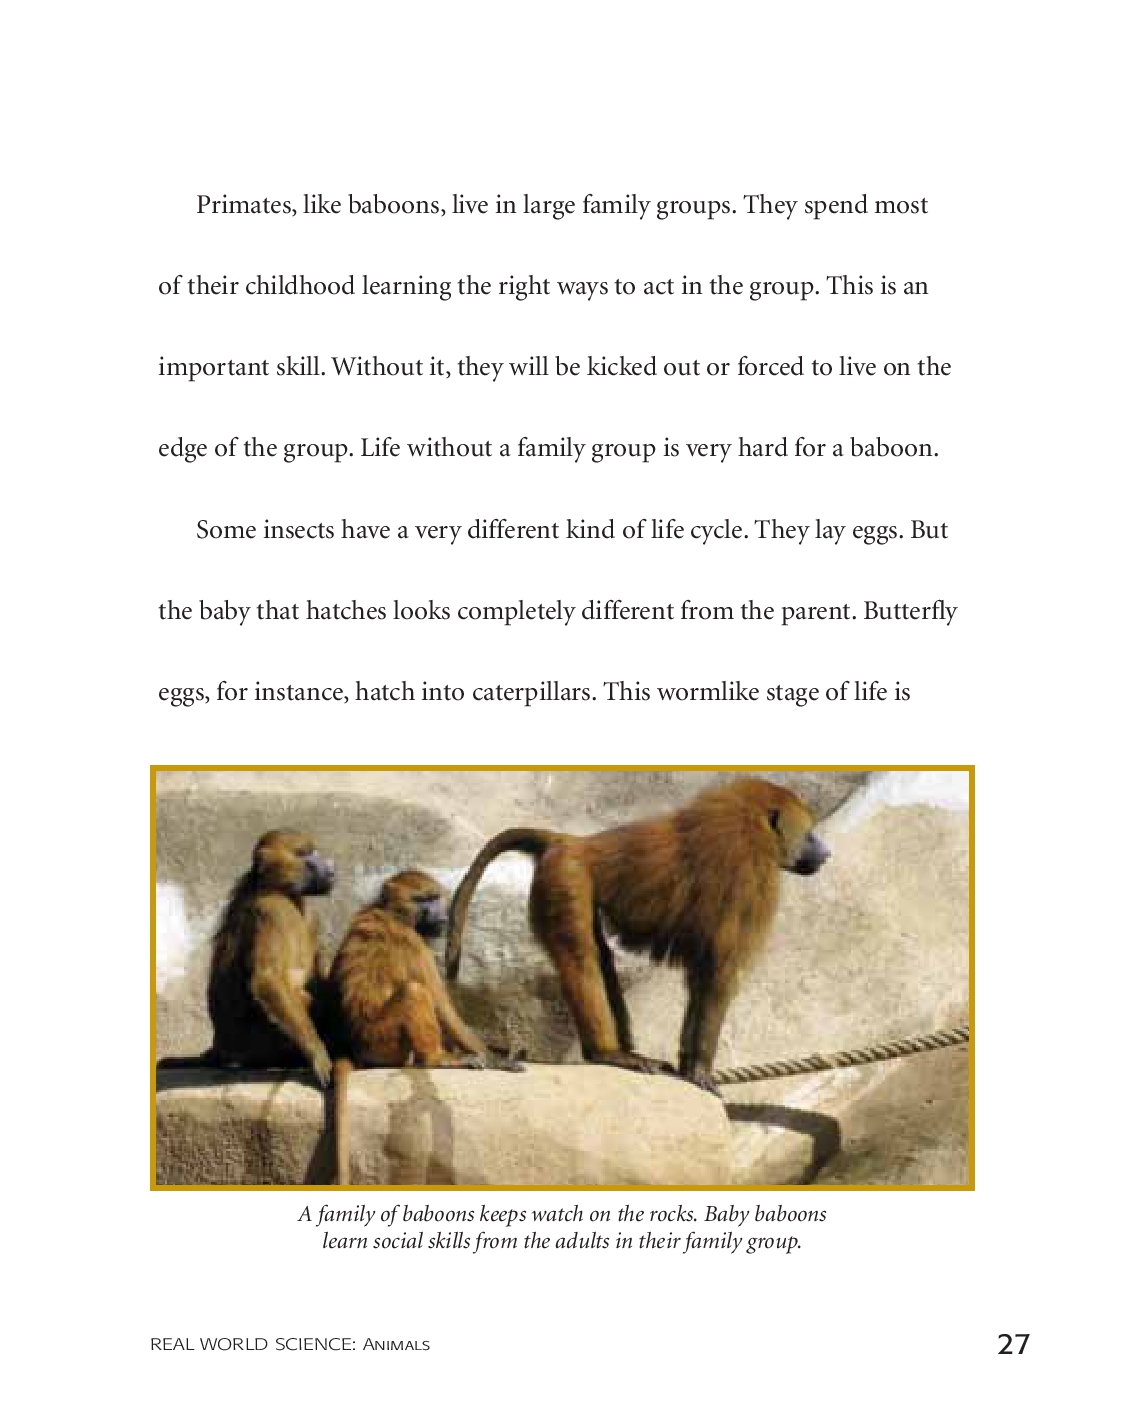 Primates, like baboons, live in large family groups. They spend most
of their childhood learning the right ways to act in the group. This is an
important skill. Without it, they will be kicked out or forced to live on the
edge of the group. Life without a family group is very hard for a baboon.
Some insects have a very different kind of life cycle. They lay eggs. But
the baby that hatches looks completely different from the parent. Butterfly
eggs, for instance, hatch into caterpillars. This wormlike stage of life is
A family of baboons keeps watch on the rocks. Baby baboons
learn social skills from the adults in their family group.
REAL WORLD SCIENCE: ANIMALS 27